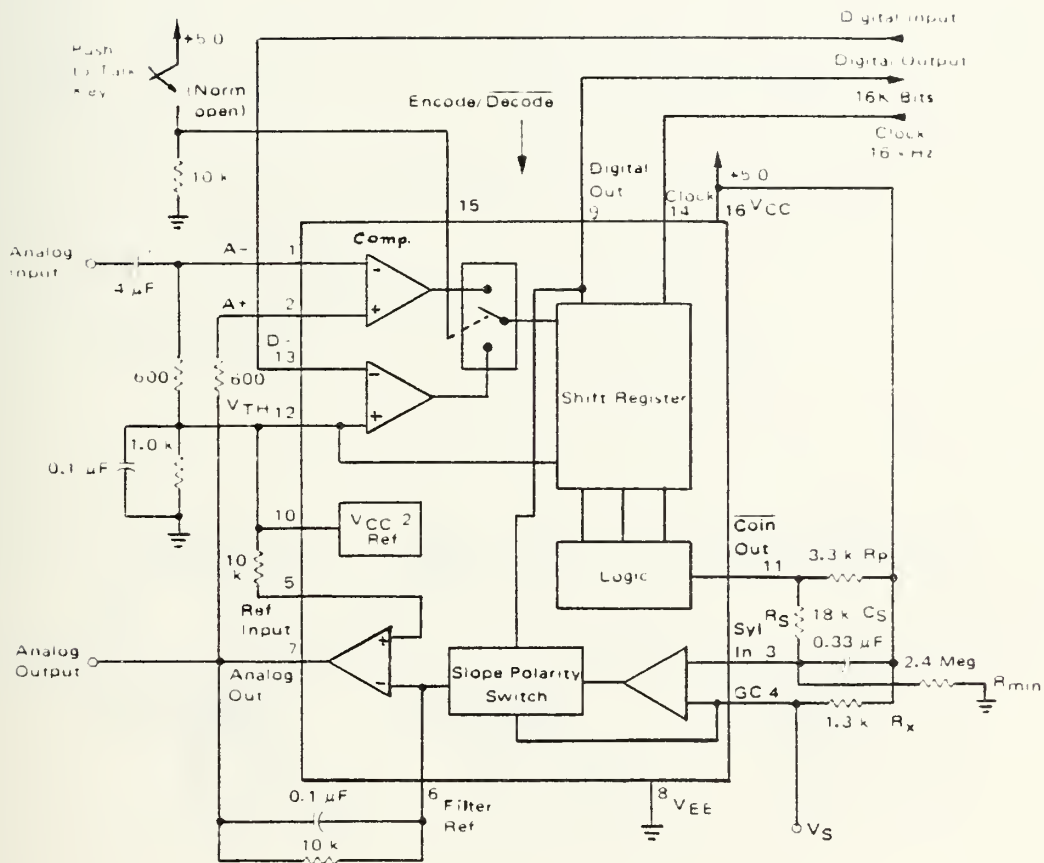 Digital Input
+5.0
Push
to Talk
Key
(Norm
open)
Digital Output
16k Bits
Encode/Decode
Clock
16 kHz
10 k
Digital
Out
9
Clock
14
+5.0
16 VCC
15
Analog
Input
A-
1
Comp.
4 µF
A+
2
D-
13
600
600
VTH 12
Shift Register
0.1 µF
1.0 k
10
VCC 2
Ref
Coin
Out
11
10
k
5
Logic
3.3 k RP
Ref
Input
RS
18 k
CS
Syl
In 3
0.33 µF
Analog
Output
7
Analog
Out
Slope Polarity
Switch
2.4 Meg
Rmin
GC 4
1.3 k
Rx
0.1 µF
6
Filter
Ref
8
VEE
VS
10 k